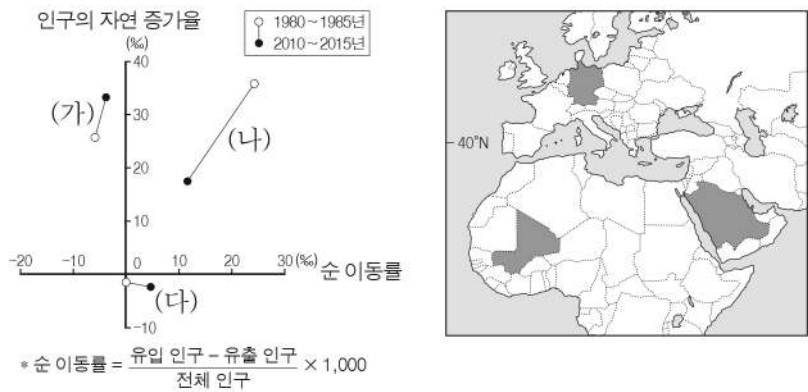 인구의 자연 증가율
(‰)
1980~1985년
2010~2015년
40
30
20
10
0
-10
-20
-10
10
20
30
(‰)
순 이동률
(가)
(나)
(다)
* 순 이동률 = 유입 인구 - 유출 인구 / 전체 인구 × 1,000
40°N